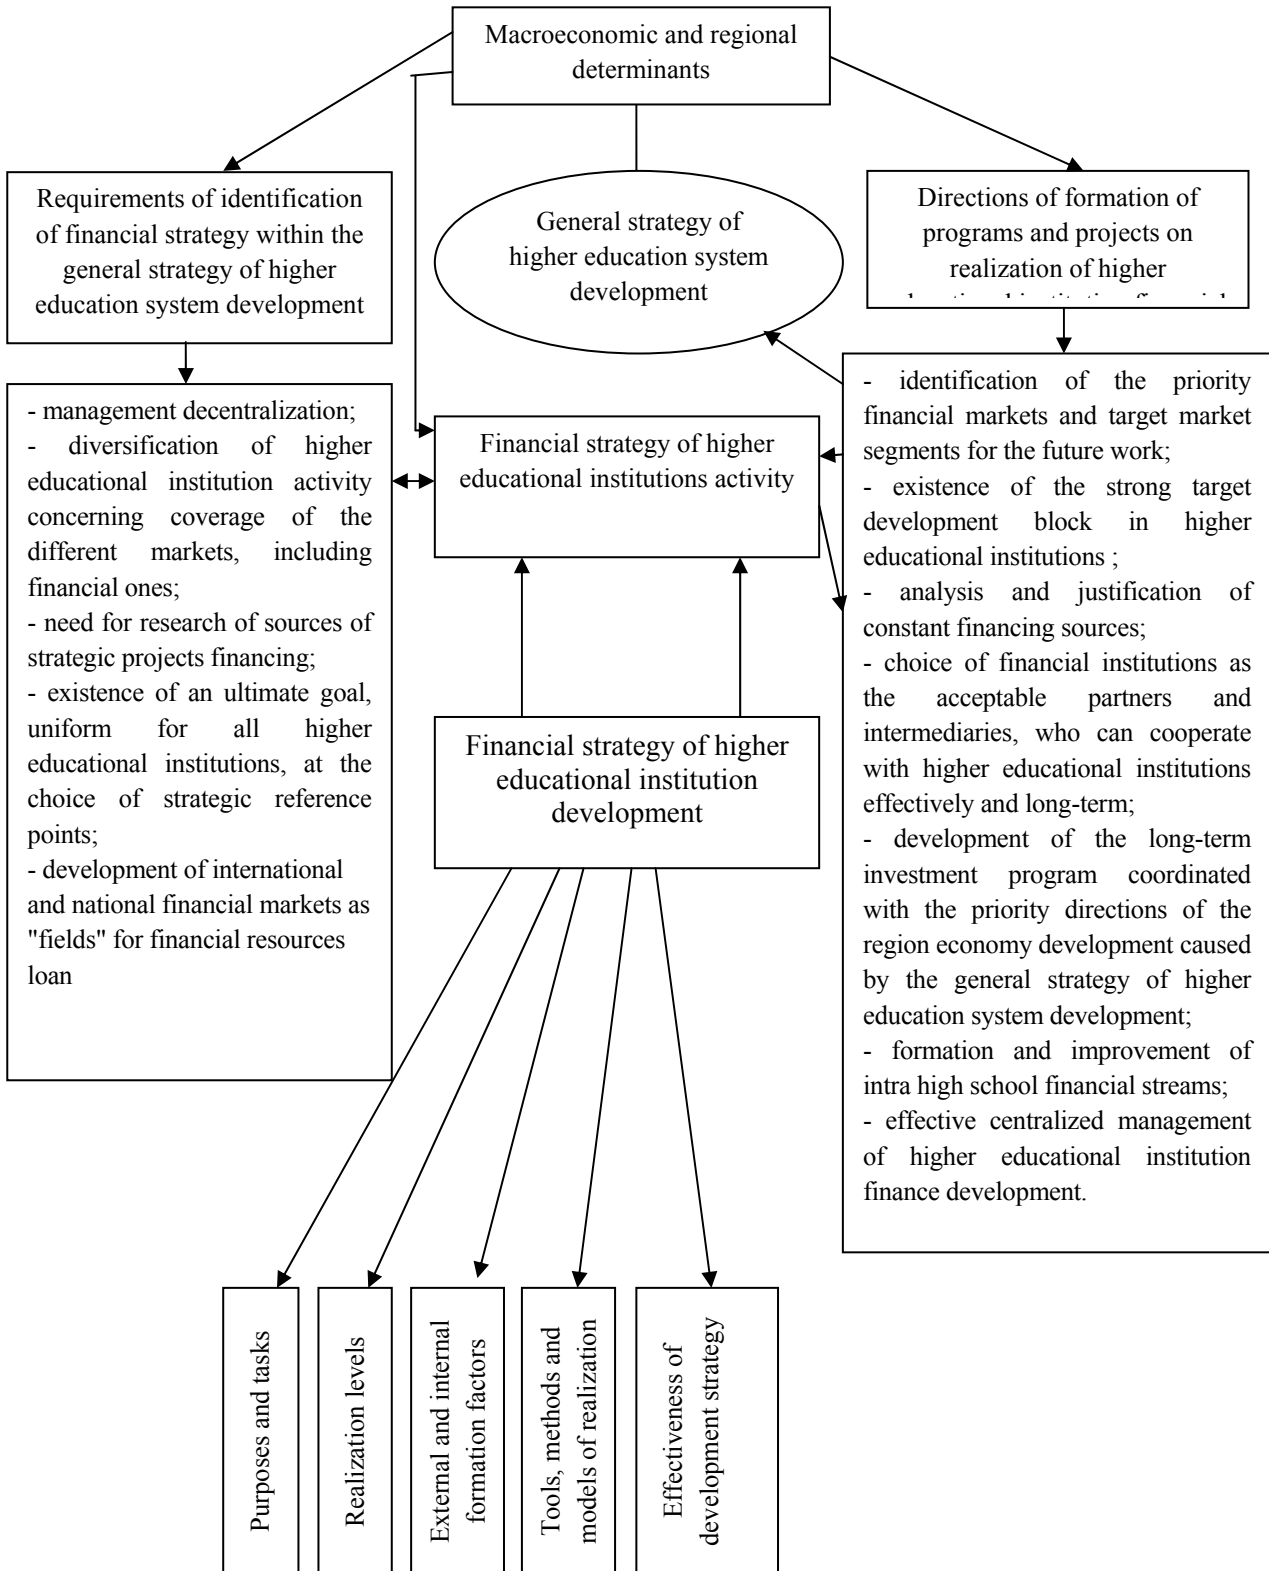 Macroeconomic and regional
determinants
Requirements of identification
of financial strategy within the
general strategy of higher
education system development
General strategy of
higher education system
development
Directions of formation of
programs and projects on
realization of higher
- management decentralization;
- diversification of higher
educational institution activity
concerning coverage of the
different markets, including
financial ones;
- need for research of sources of
strategic projects financing;
- existence of an ultimate goal,
uniform for all higher
educational institutions, at the
choice of strategic reference
points;
- development of international
and national financial markets as
"fields" for financial resources
loan
Financial strategy of higher
educational institutions activity
- identification of the priority
financial markets and target market
segments for the future work;
- existence of the strong target
development block in higher
educational institutions ;
- analysis and justification of
constant financing sources;
- choice of financial institutions as
the acceptable partners and
intermediaries, who can cooperate
with higher educational institutions
effectively and long-term;
- development of the long-term
investment program coordinated
with the priority directions of the
region economy development caused
by the general strategy of higher
education system development;
- formation and improvement of
intra high school financial streams;
- effective centralized management
of higher educational institution
finance development.
Financial strategy of higher
educational institution
development
Purposes and tasks
Realization levels
External and internal
formation factors
Tools, methods and
models of realization
Effectiveness of
development strategy